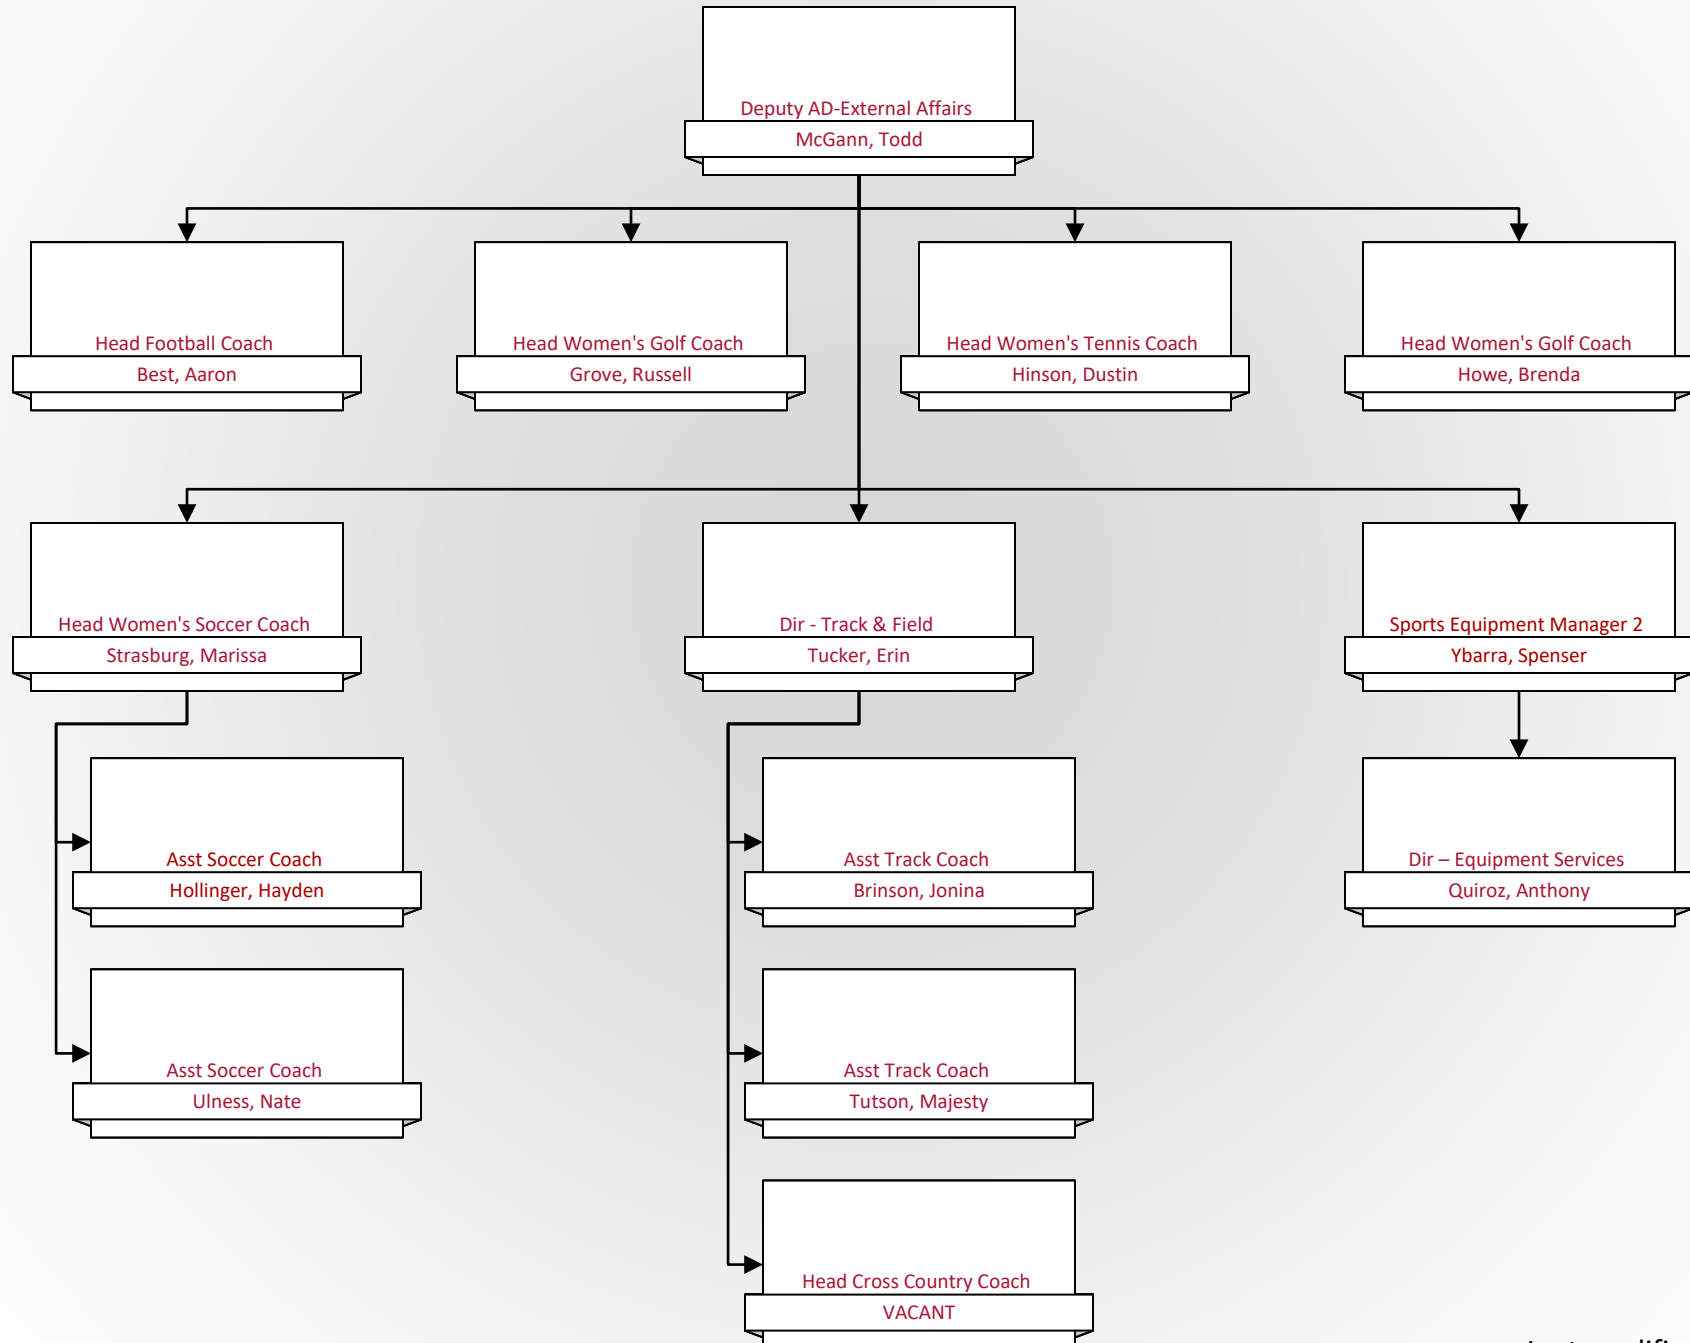 Deputy AD-External Affairs
McGann, Todd
Head Football Coach
Best, Aaron
Head Women's Golf Coach
Grove, Russell
Head Women's Tennis Coach
Hinson, Dustin
Head Women's Golf Coach
Howe, Brenda
Head Women's Soccer Coach
Strasburg, Marissa
Dir - Track & Field
Tucker, Erin
Sports Equipment Manager 2
Ybarra, Spenser
Asst Soccer Coach
Hollinger, Hayden
Asst Track Coach
Brinson, Jonina
Dir – Equipment Services
Quiroz, Anthony
Asst Soccer Coach
Ulness, Nate
Asst Track Coach
Tutson, Majesty
Head Cross Country Coach
VACANT